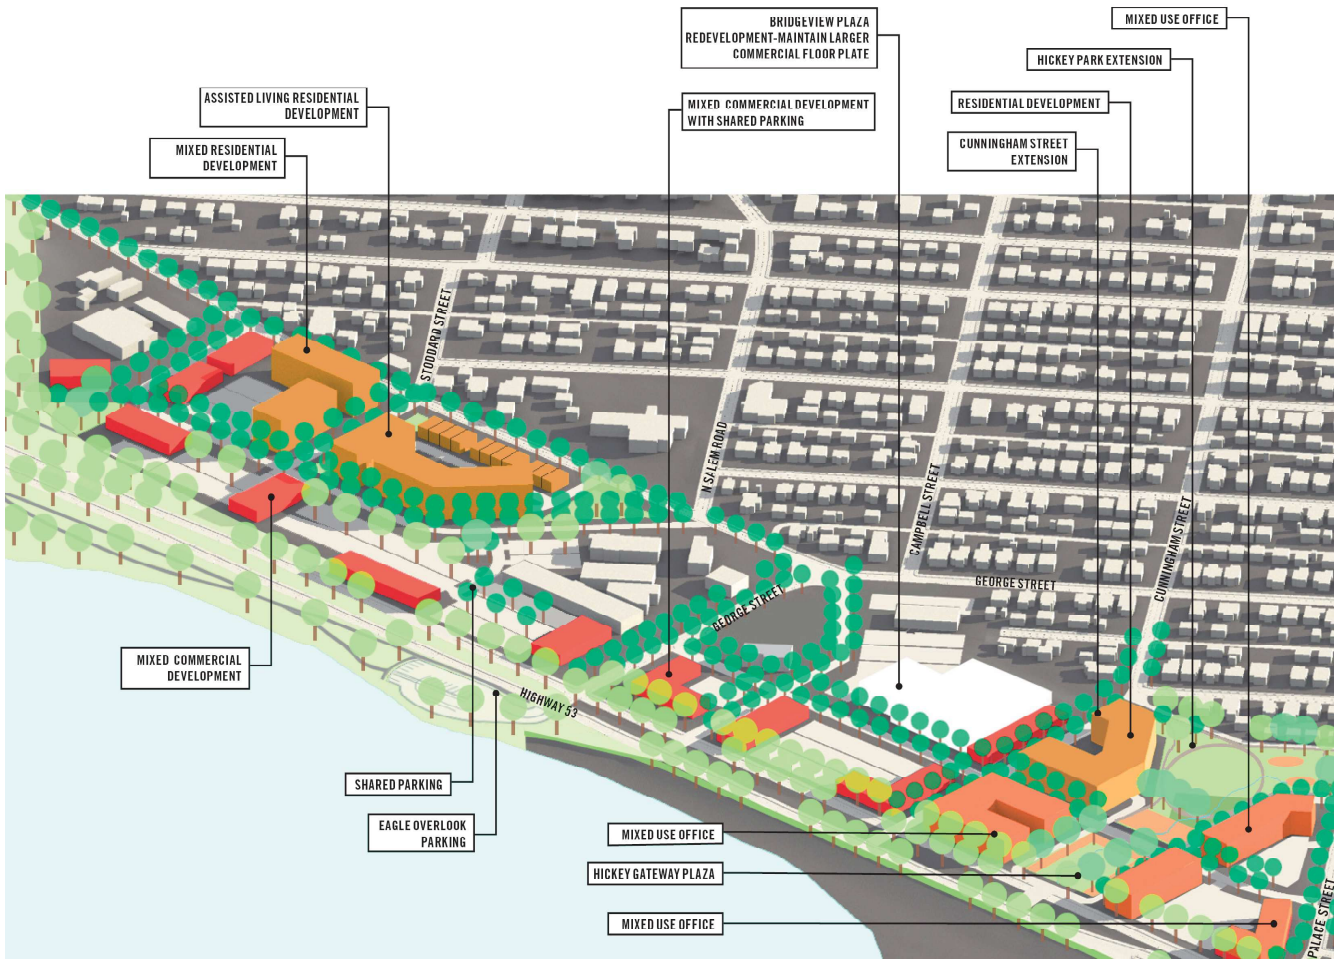 BRIDGEVIEW PLAZA
REDEVELOPMENT-MAINTAIN LARGER
COMMERCIAL FLOOR PLATE
MIXED USE OFFICE
HICKEY PARK EXTENSION
ASSISTED LIVING RESIDENTIAL
DEVELOPMENT
MIXED COMMERCIAL DEVELOPMENT
WITH SHARED PARKING
RESIDENTIAL DEVELOPMENT
MIXED RESIDENTIAL
DEVELOPMENT
CUNNINGHAM STREET
EXTENSION
STODDARD STREET
N SALEM ROAD
CAMPBELL STREET
CUNNINGHAM STREET
GEORGE STREET
GEORGE STREET
MIXED COMMERCIAL
DEVELOPMENT
HIGHWAY 53
SHARED PARKING
EAGLE OVERLOOK
PARKING
MIXED USE OFFICE
HICKEY GATEWAY PLAZA
MIXED USE OFFICE
PALACE STREET